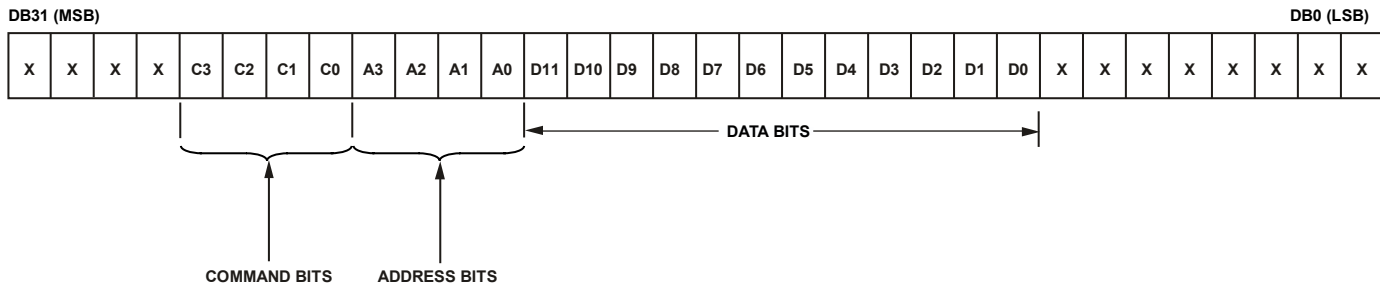 DB31 (MSB) DB0 (LSB)
X X X X C3 C2 C1 C0 A3 A2 A1 A0 D11 D10 D9 D8 D7 D6 D5 D4 D3 D2 D1 D0 X X X X X X X X
DATA BITS
COMMAND BITS ADDRESS BITS